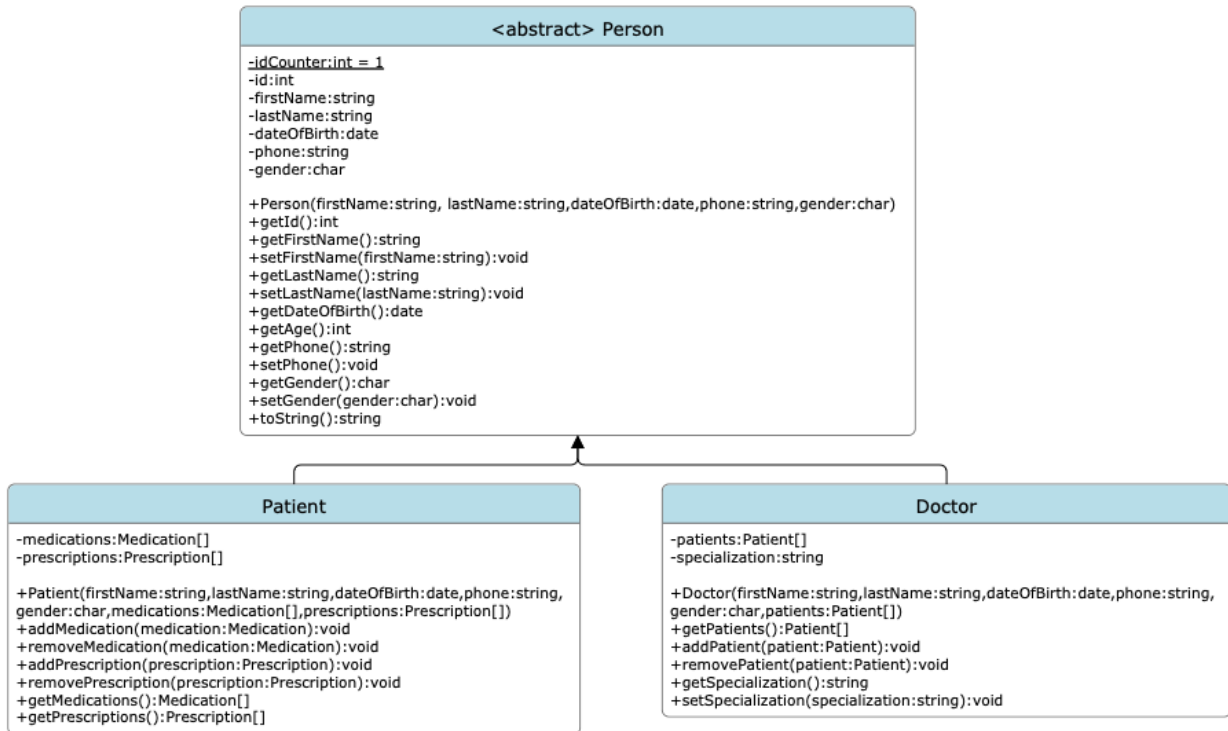 <abstract> Person
-idCounter:int = 1
-id:int
-firstName:string
-lastName:string
-dateOfBirth:date
-phone:string
-gender:char
+Person(firstName:string, lastName:string,dateOfBirth:date,phone:string,gender:char)
+getId():int
+getFirstName():string
+setFirstName(firstName:string):void
+getLastName():string
+setLastName(lastName:string):void
+getDateOfBirth():date
+getAge():int
+getPhone():string
+setPhone():void
+getGender():char
+setGender(gender:char):void
+toString():string
Patient
-medications:Medication[]
-prescriptions:Prescription[]
+Patient(firstName:string,lastName:string,dateOfBirth:date,phone:string,
gender:char,medications:Medication[],prescriptions:Prescription[])
+addMedication(medication:Medication):void
+removeMedication(medication:Medication):void
+addPrescription(prescription:Prescription):void
+removePrescription(prescription:Prescription):void
+getMedications():Medication[]
+getPrescriptions():Prescription[]
Doctor
-patients:Patient[]
-specialization:string
+Doctor(firstName:string,lastName:string,dateOfBirth:date,phone:string,
gender:char,patients:Patient[])
+getPatients():Patient[]
+addPatient(patient:Patient):void
+removePatient(patient:Patient):void
+getSpecialization():string
+setSpecialization(specialization:string):void